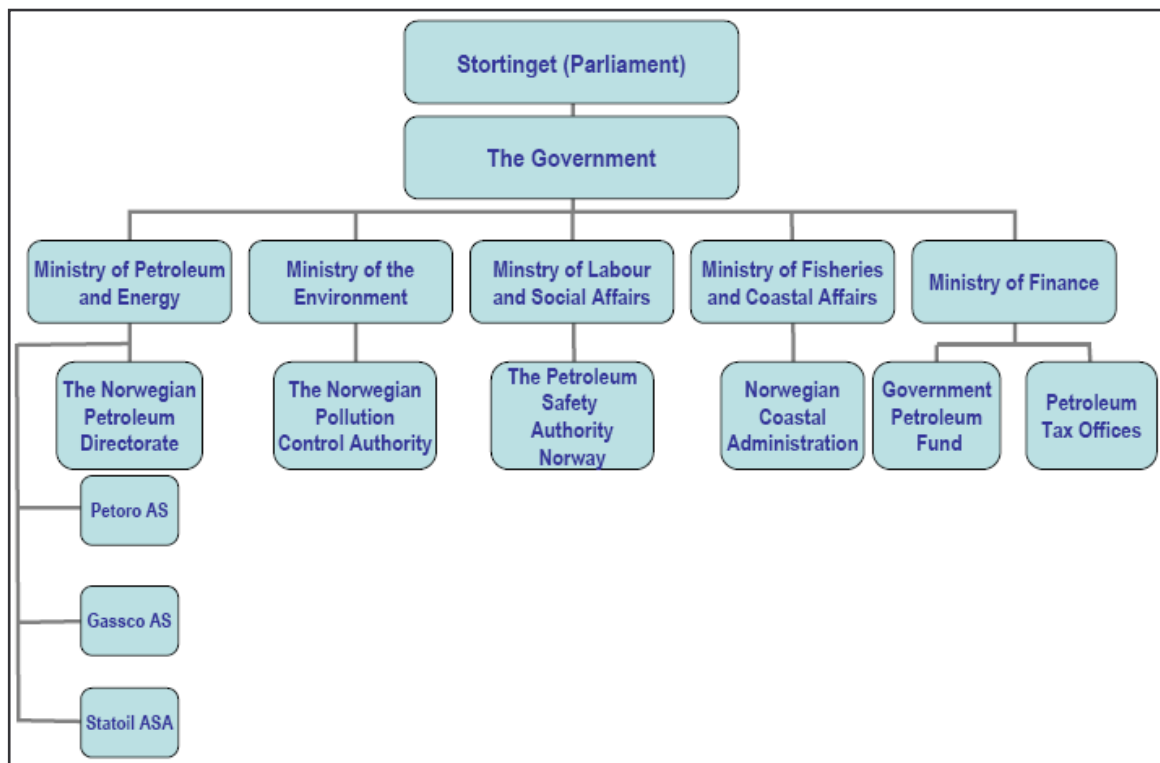 Stortinget (Parliament)
The Government
Ministry of Petroleum
and Energy
Ministry of the
Environment
Minstry of Labour
and Social Affairs
Ministry of Fisheries
and Coastal Affairs
Ministry of Finance
The Norwegian
Petroleum
Directorate
The Norwegian
Pollution
Control Authority
The Petroleum
Safety
Authority
Norway
Norwegian
Coastal
Administration
Government
Petroleum
Fund
Petroleum
Tax Offices
Petoro AS
Gassco AS
Statoil ASA